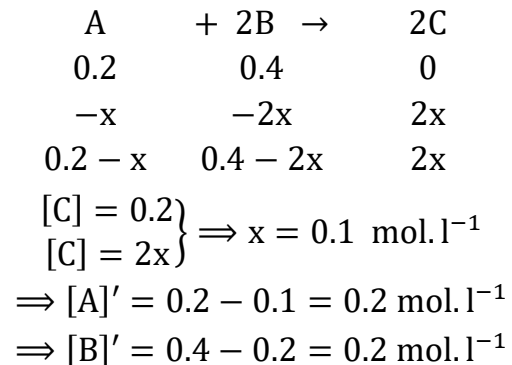 A + 2B → 2C
0.2 0.4 0
−x −2x 2x
0.2 − x 0.4 − 2x 2x
[C] = 0.2
[C] = 2x} ⟹ x = 0.1 mol. l⁻¹
⟹ [A]′ = 0.2 − 0.1 = 0.2 mol. l⁻¹
⟹ [B]′ = 0.4 − 0.2 = 0.2 mol. l⁻¹